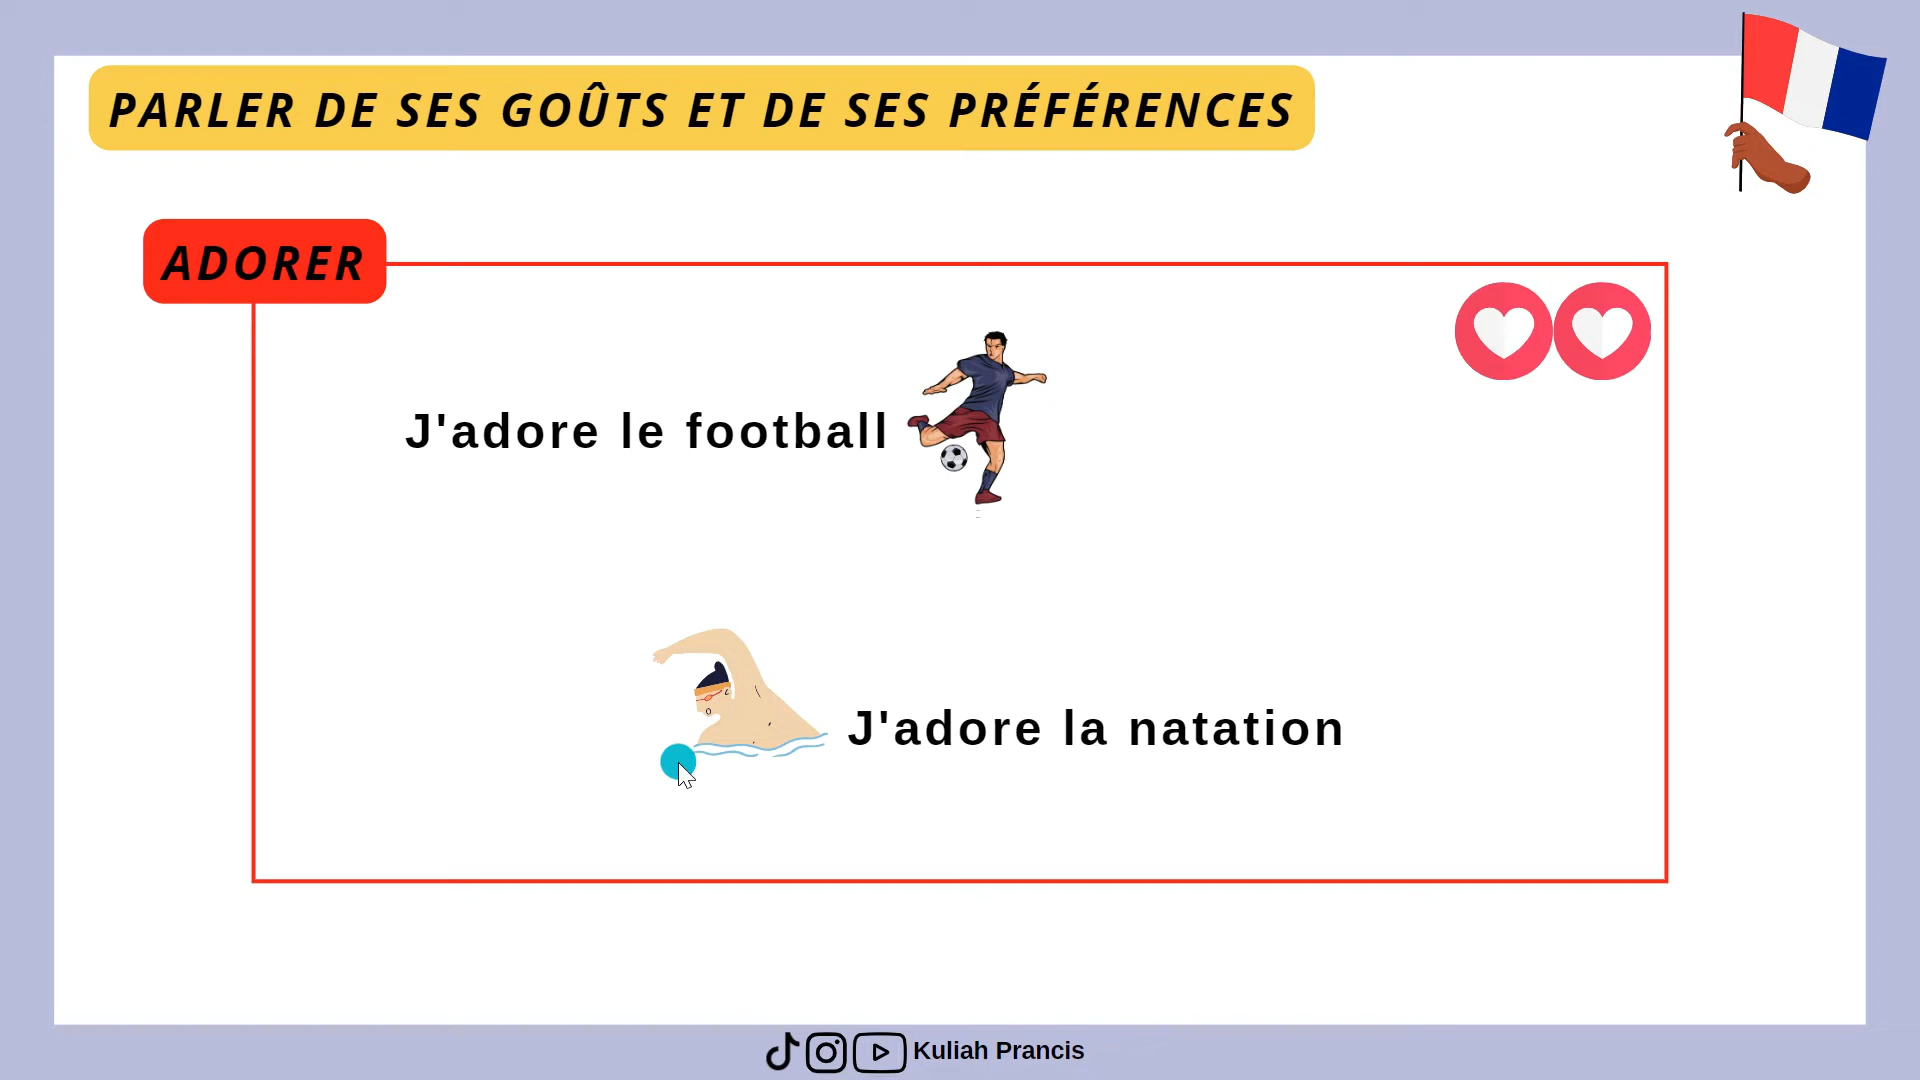 PARLER DE SES GOÛTS ET DE SES PRÉFÉRENCES
ADORER
J'adore le football
J'adore la natation
Kuliah Prancis